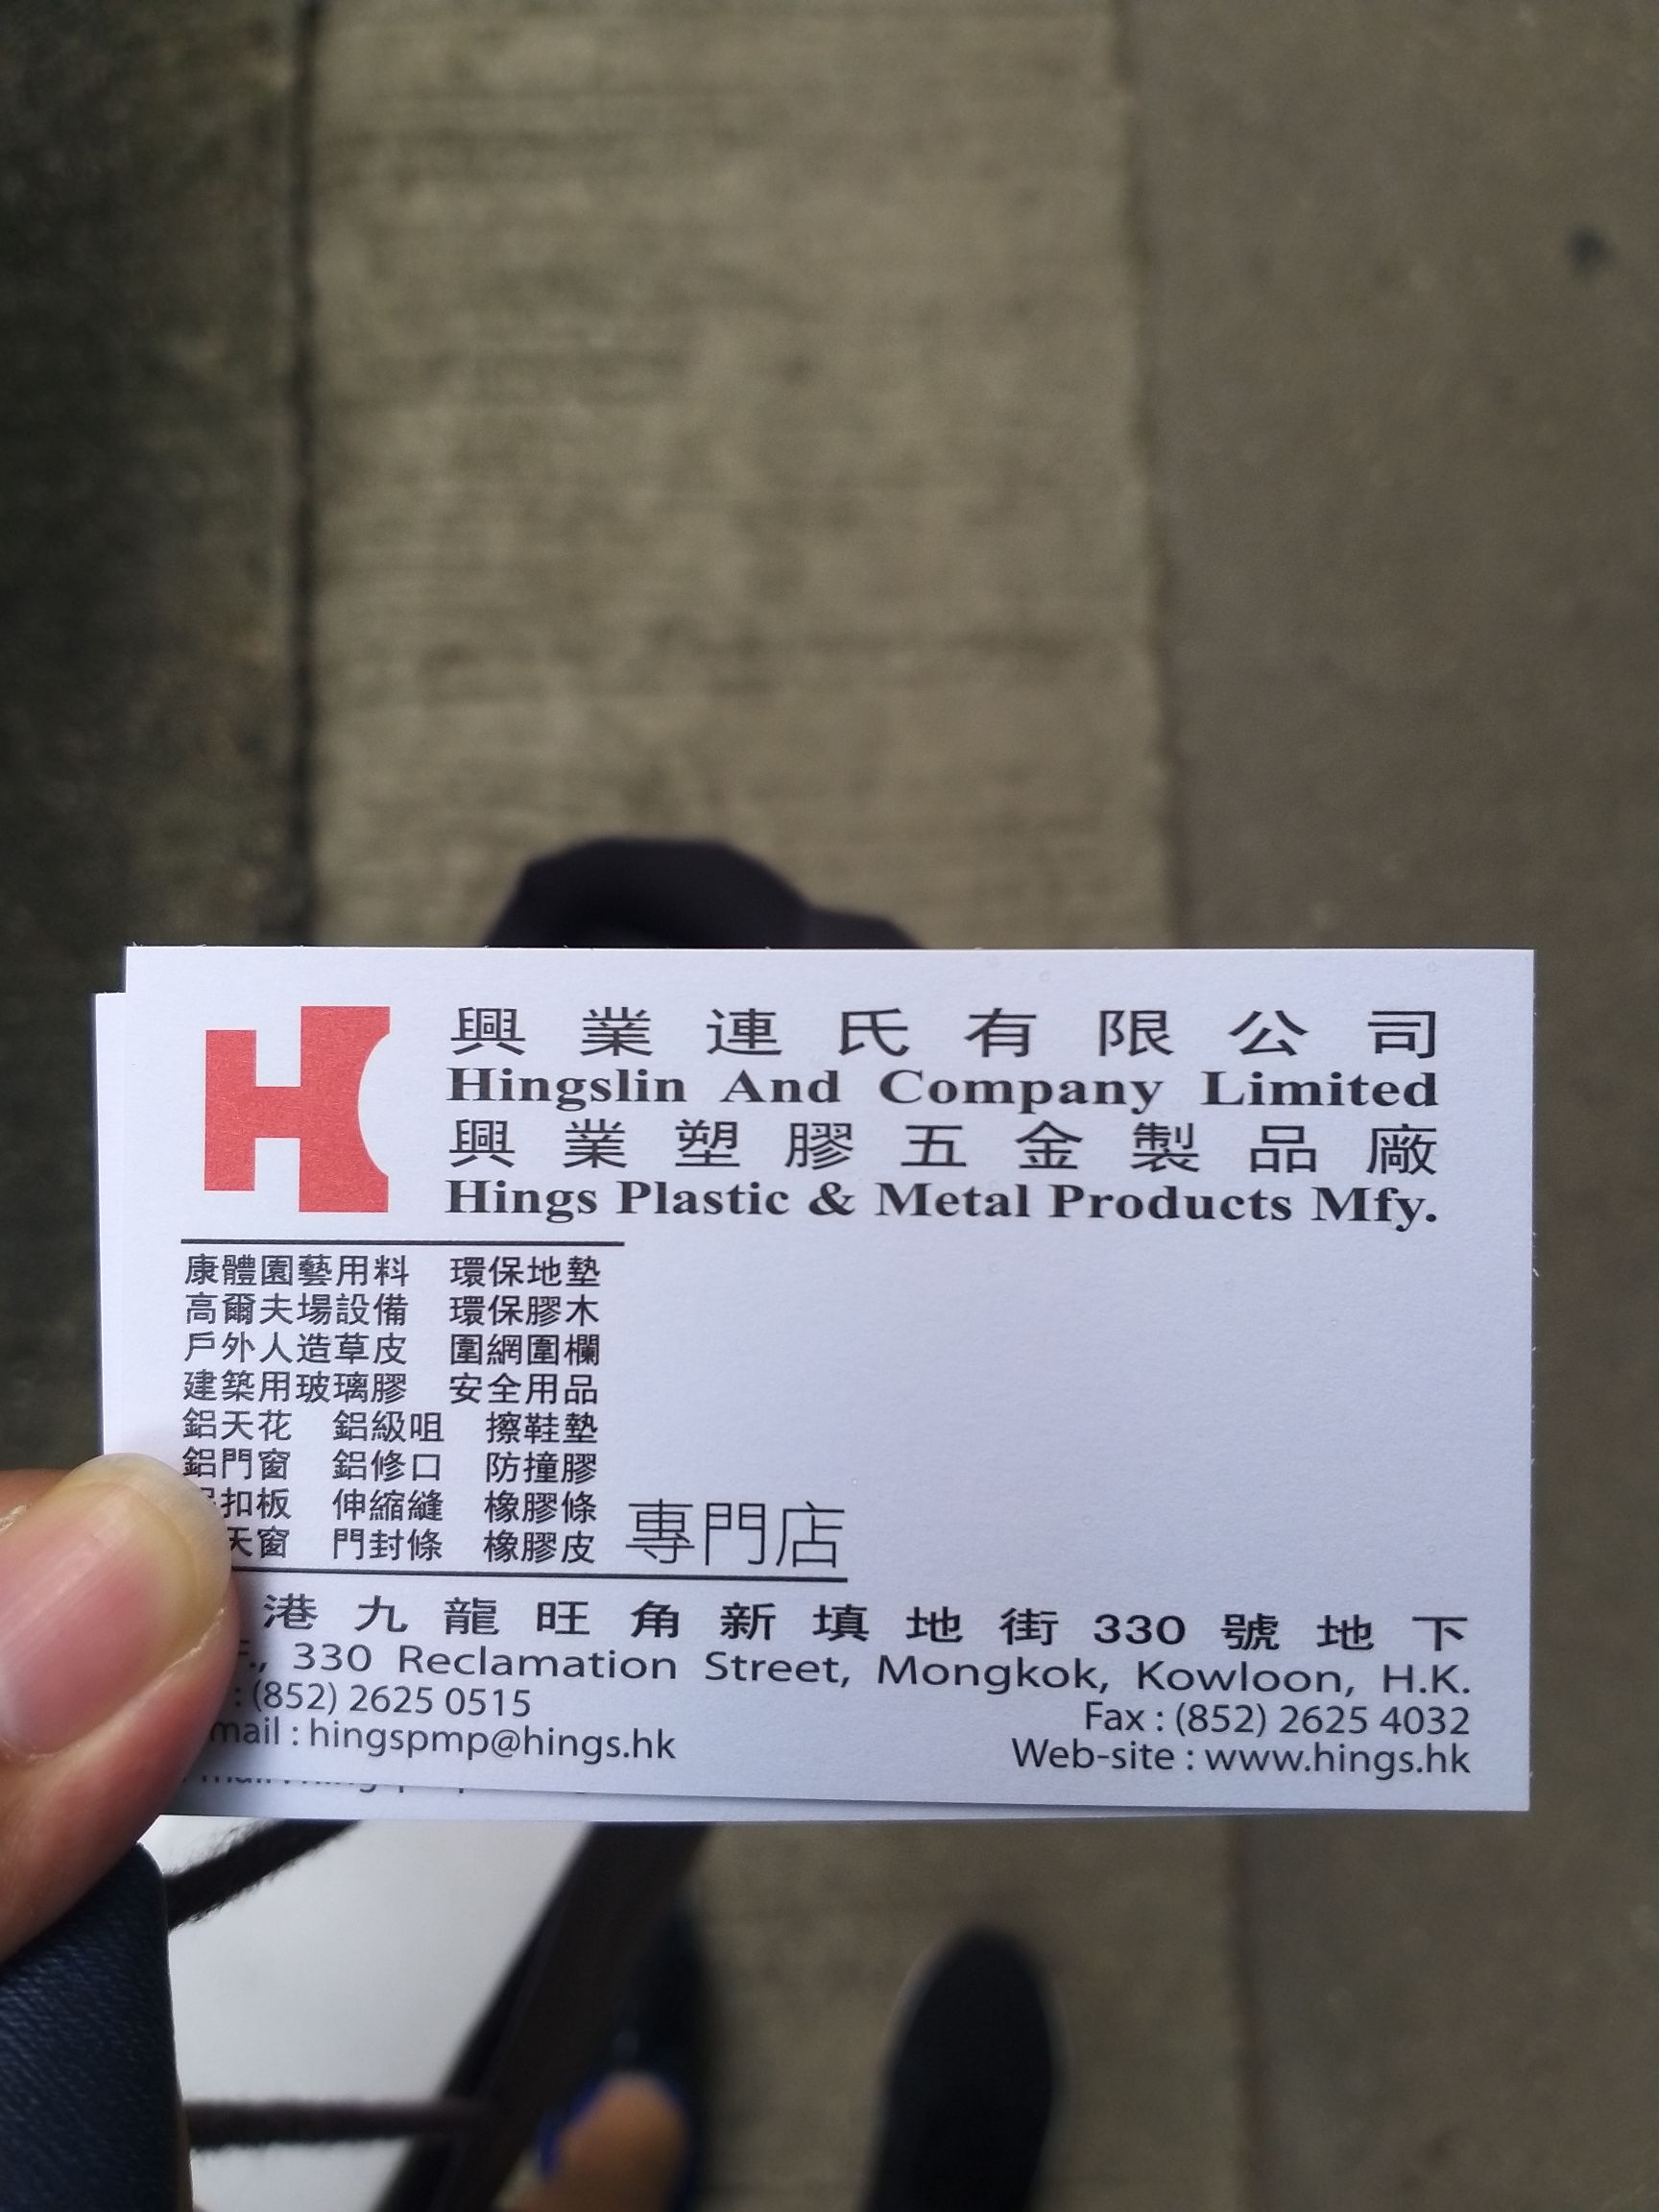 興業連氏有限公司
Hingslin And Company Limited
興業塑膠五金製品廠
Hings Plastic & Metal Products Mfy.
康體園藝用料 環保地墊
高爾夫場設備 環保膠木
戶外人造草皮 圍網圍欄
建築用玻璃膠 安全用品
鋁天花 鋁級咀 擦鞋墊
鋁門窗 鋁修口 防撞膠
扣板 伸縮縫 橡膠條
天窗 門封條 橡膠皮 專門店
港九龍旺角新填地街330號地下
F., 330 Reclamation Street, Mongkok, Kowloon, H.K.
: (852) 2625 0515 Fax : (852) 2625 4032
mail : hingspmp@hings.hk Web-site : www.hings.hk